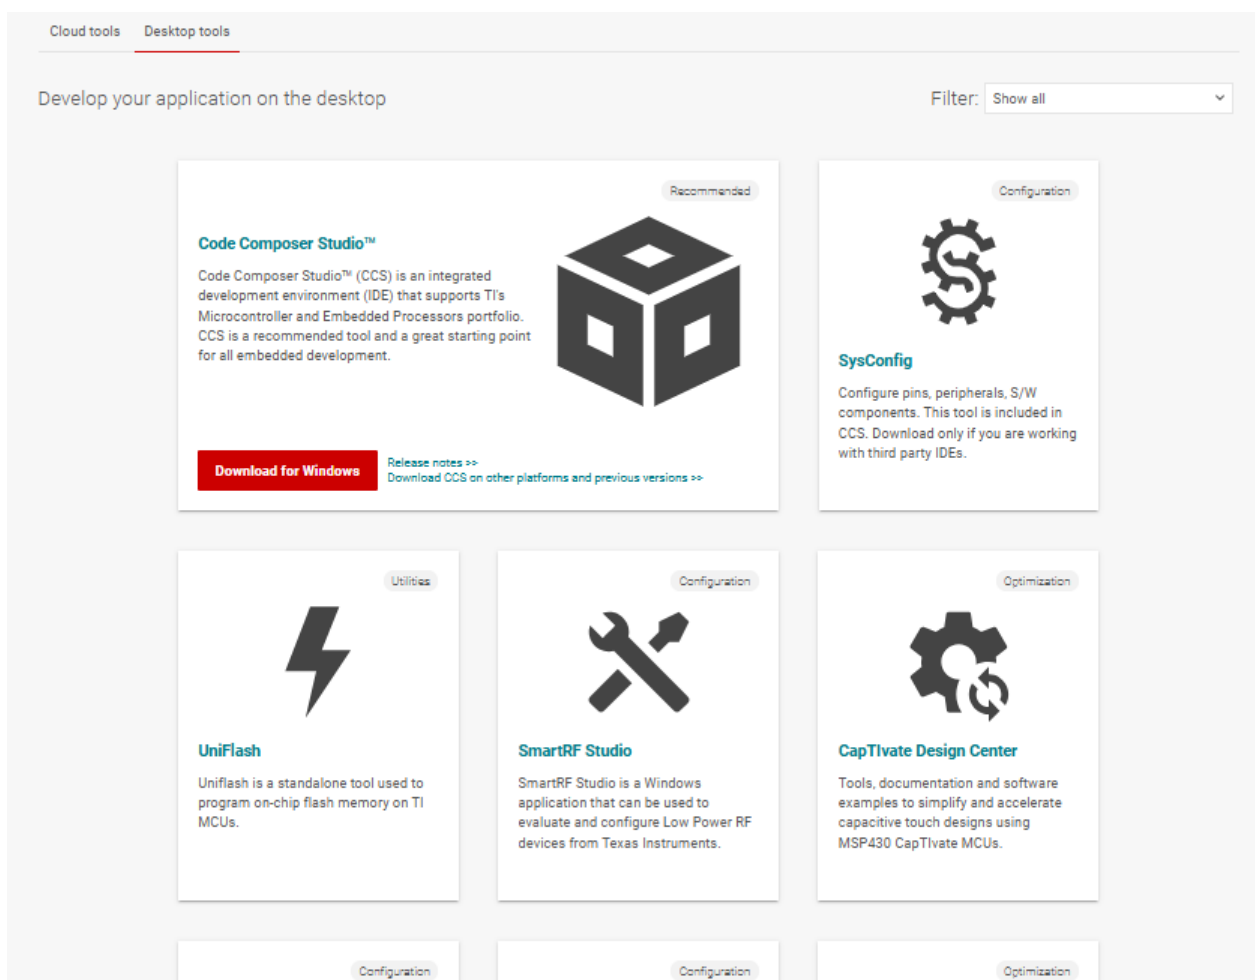 Cloud tools Desktop tools
Develop your application on the desktop
Filter: Show all
Recommended
Code Composer Studio™
Code Composer Studio™ (CCS) is an integrated
development environment (IDE) that supports TI's
Microcontroller and Embedded Processors portfolio.
CCS is a recommended tool and a great starting point
for all embedded development.
Download for Windows
Release notes >>
Download CCS on other platforms and previous versions >>
Configuration
SysConfig
Configure pins, peripherals, S/W
components. This tool is included in
CCS. Download only if you are working
with third party IDEs.
Utilities
UniFlash
Uniflash is a standalone tool used to
program on-chip flash memory on TI
MCUs.
Configuration
SmartRF Studio
SmartRF Studio is a Windows
application that can be used to
evaluate and configure Low Power RF
devices from Texas Instruments.
Optimization
CapTIvate Design Center
Tools, documentation and software
examples to simplify and accelerate
capacitive touch designs using
MSP430 CapTIvate MCUs.
Configuration
Configuration
Optimization